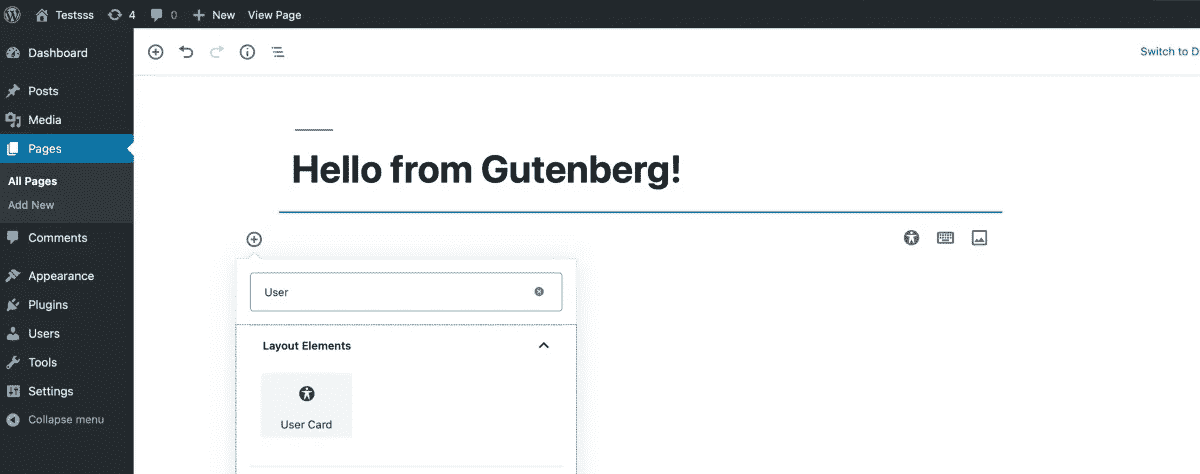 Testsss 4 0 New View Page
Dashboard
Switch to D
Posts
Media
Pages
All Pages
Add New
Comments
Appearance
Plugins
Users
Tools
Settings
Collapse menu
Hello from Gutenberg!
User
Layout Elements
User Card